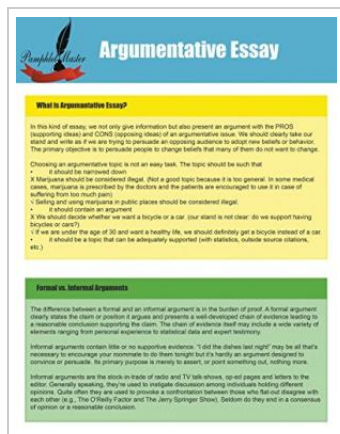 Pamphlet Master
Argumentative Essay
What is Argumantative Essay?
In this kind of essay, we not only give information but also present an argument with the PROS
(supporting ideas) and CONS (opposing ideas) of an argumentative issue. We should clearly take our
stand and write as if we are trying to persuade an opposing audience to adopt new beliefs or behavior.
The primary objective is to persuade people to change beliefs that many of them do not want to change.
Choosing an argumentative topic is not an easy task. The topic should be such that
• it should be narrowed down
X Marijuana should be considered illegal. (Not a good topic because it is too general. In some medical
cases, marijuana is prescribed by the doctors and the patients are encouraged to use it in case of
suffering from too much pain)
√ Selling and using marijuana in public places should be considered illegal.
• it should contain an argument
X We should decide whether we want a bicycle or a car. (our stand is not clear: do we support having
bicycles or cars?)
√ If we are under the age of 30 and want a healthy life, we should definitely get a bicycle instead of a car.
• it should be a topic that can be adequately supported (with statistics, outside source citations,
etc.)
Formal vs. Informal Arguments
The difference between a formal and an informal argument is in the burden of proof. A formal argument
clearly states the claim or position it argues and presents a well-developed chain of evidence leading to
a reasonable conclusion supporting the claim. The chain of evidence itself may include a wide variety of
elements ranging from personal experience to statistical data and expert testimony.
Informal arguments contain little or no supportive evidence. "I did the dishes last night" may be all that's
necessary to encourage your roommate to do them tonight but it's hardly an argument designed to
convince or persuade. Its primary purpose is merely to assert, or point something out, nothing more.
Informal arguments are the stock-in-trade of radio and TV talk-shows, op-ed pages and letters to the
editor. Generally speaking, they're used to instigate discussion among individuals holding different
opinions. Quite often they are used to provoke a confrontation between those who flat-out disagree with
each other (e.g., The O'Reilly Factor and The Jerry Springer Show). Seldom do they end in a consensus
of opinion or a reasonable conclusion.